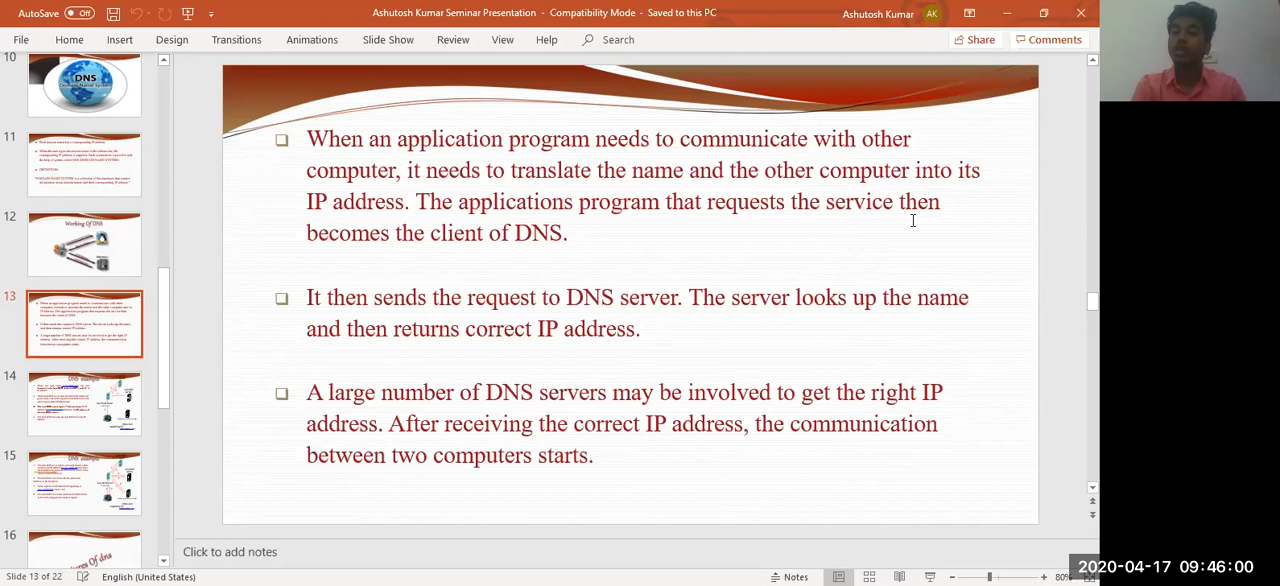 AutoSave Off
Ashutosh Kumar Seminar Presentation - Compatibility Mode - Saved to this PC
Ashutosh Kumar AK
File Home Insert Design Transitions Animations Slide Show Review View Help Search Share Comments
10
DNS
11
12
Working Of DNS
13
14
DNS example
15
DNS example
16
When an application program needs to communicate with other
computer, it needs to translate the name and the other computer into its
IP address. The applications program that requests the service then
becomes the client of DNS.
It then sends the request to DNS server. The server looks up the name
and then returns correct IP address.
A large number of DNS servers may be involved to get the right IP
address. After receiving the correct IP address, the communication
between two computers starts.
Click to add notes
Slide 13 of 22 English (United States) Notes 80%
2020-04-17 09:46:00